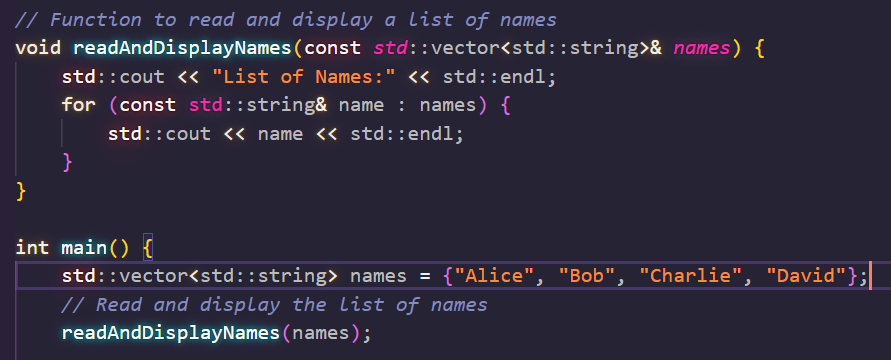 // Function to read and display a list of names
void readAndDisplayNames(const std::vector<std::string>& names) {
    std::cout << "List of Names:" << std::endl;
    for (const std::string& name : names) {
        std::cout << name << std::endl;
    }
}

int main() {
    std::vector<std::string> names = {"Alice", "Bob", "Charlie", "David"};
    // Read and display the list of names
    readAndDisplayNames(names);